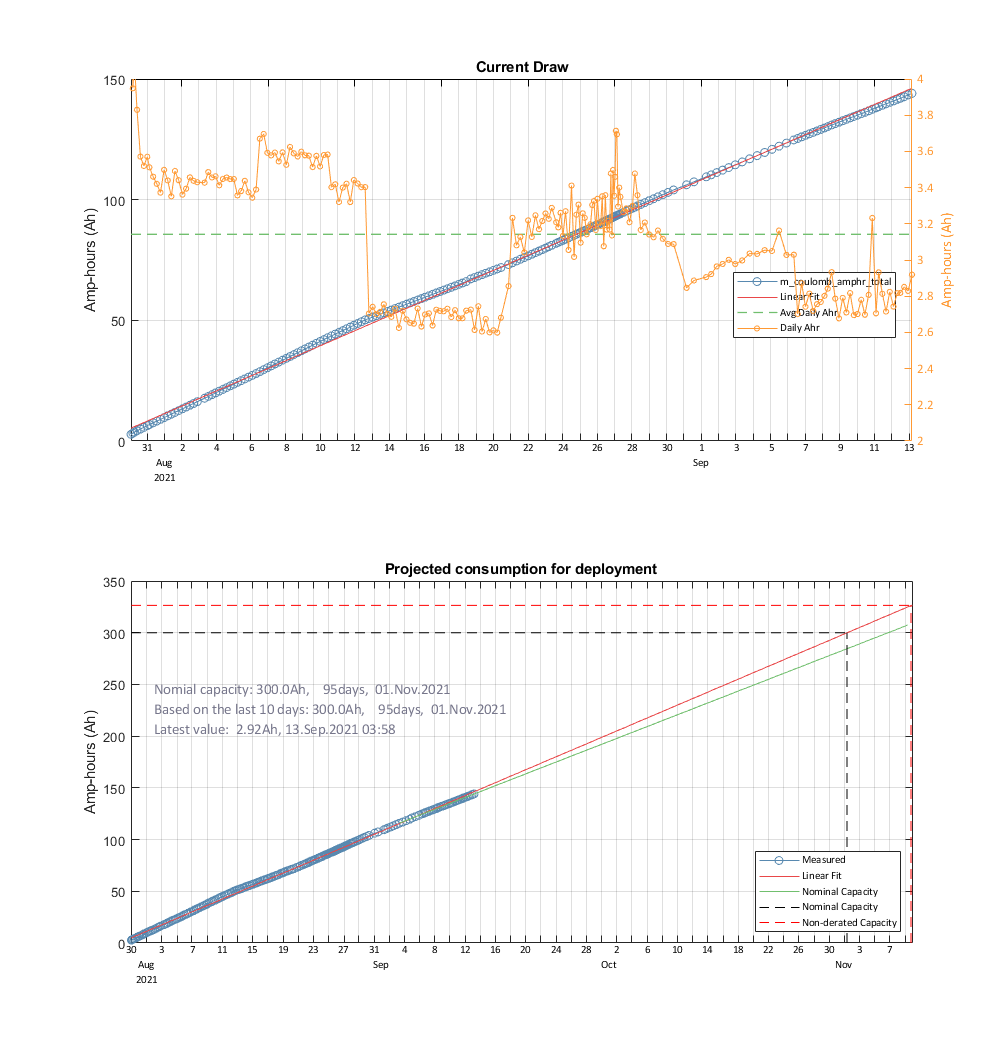 Current Draw
150
100
50
0
Amp-hours (Ah)
4
3.8
3.6
3.4
3.2
3
2.8
2.6
2.4
2.2
2
Amp-hours (Ah)
m_coulomb_amphr_total
Linear Fit
Avg Daily Ahr
Daily Ahr
31 2 4 6 8 10 12 14 16 18 20 22 24 26 28 30 1 3 5 7 9 11 13
Aug Sep
2021
Projected consumption for deployment
350
300
250
200
150
100
50
0
Amp-hours (Ah)
Nomial capacity: 300.0Ah, 95days, 01.Nov.2021
Based on the last 10 days: 300.0Ah, 95days, 01.Nov.2021
Latest value: 2.92Ah, 13.Sep.2021 03:58
Measured
Linear Fit
Nominal Capacity
Nominal Capacity
Non-derated Capacity
30 3 7 11 15 19 23 27 31 4 8 12 16 20 24 28 2 6 10 14 18 22 26 30 3 7
Aug Sep Oct Nov
2021